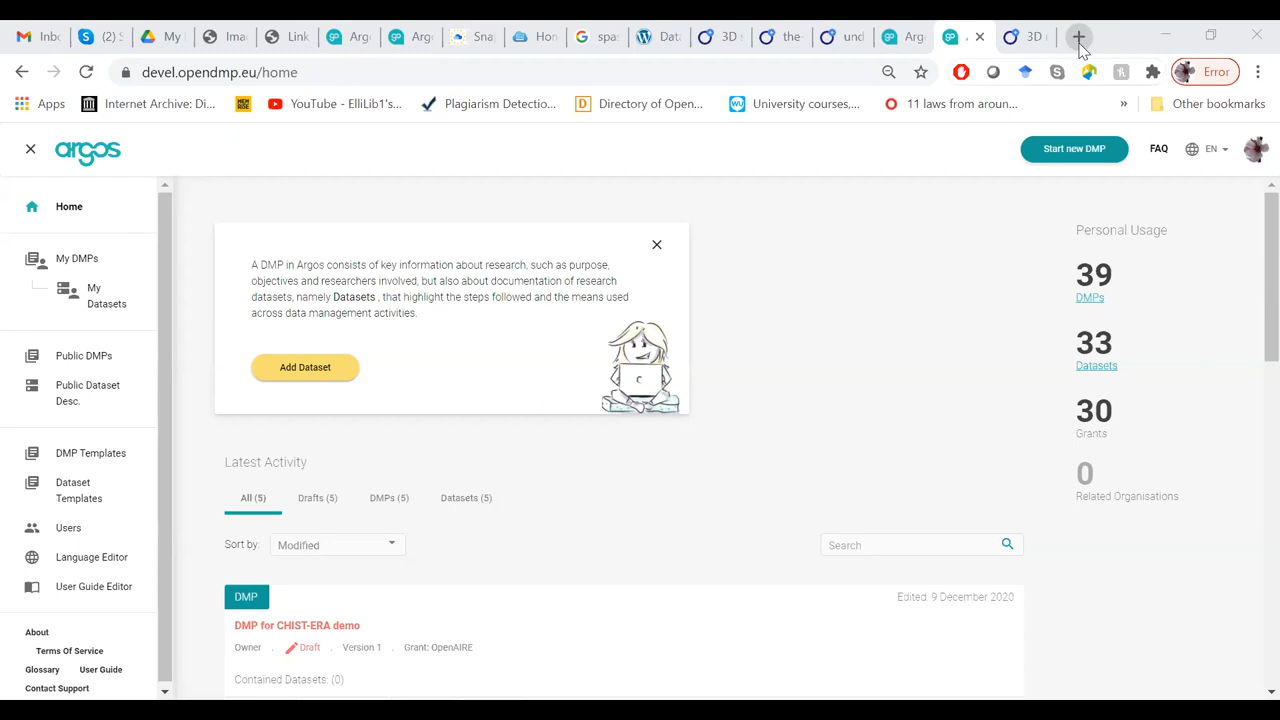 Inb
(2) S
My
Ima
Link
Arg
Arg
Sna
Hon
spa
Dat
3D
the
und
Arg
3D
devel.opendmp.eu/home
Error
Apps
Internet Archive: Di...
YouTube - ElliLib1's...
Plagiarism Detectio...
Directory of Open...
University courses,...
11 laws from aroun...
»
Other bookmarks
argos
Start new DMP
FAQ
EN
Home
My DMPs
My
Datasets
Public DMPs
Public Dataset
Desc.
DMP Templates
Dataset
Templates
Users
Language Editor
User Guide Editor
About
Terms Of Service
Glossary User Guide
Contact Support
A DMP in Argos consists of key information about research, such as purpose,
objectives and researchers involved, but also about documentation of research
datasets, namely Datasets , that highlight the steps followed and the means used
across data management activities.
Add Dataset
Personal Usage
39
DMPs
33
Datasets
30
Grants
0
Related Organisations
Latest Activity
All (5)
Drafts (5)
DMPs (5)
Datasets (5)
Sort by:
Modified
Search
DMP
Edited: 9 December 2020
DMP for CHIST-ERA demo
Owner . Draft . Version 1 . Grant: OpenAIRE
Contained Datasets: (0)